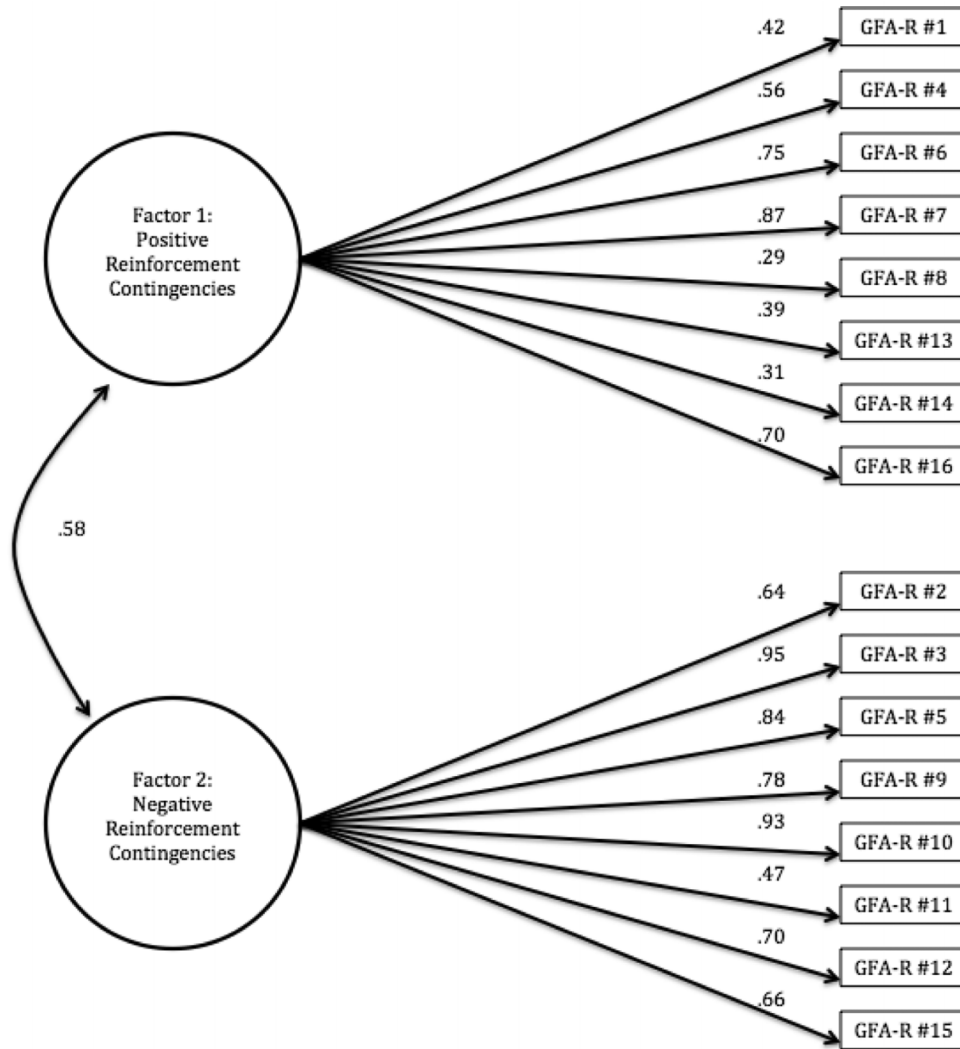 .42
GFA-R #1
.56
GFA-R #4
.75
GFA-R #6
.87
GFA-R #7
.29
GFA-R #8
.39
GFA-R #13
.31
GFA-R #14
.70
GFA-R #16
Factor 1:
Positive
Reinforcement
Contingencies
.58
.64
GFA-R #2
.95
GFA-R #3
.84
GFA-R #5
.78
GFA-R #9
.93
GFA-R #10
.47
GFA-R #11
.70
GFA-R #12
.66
GFA-R #15
Factor 2:
Negative
Reinforcement
Contingencies